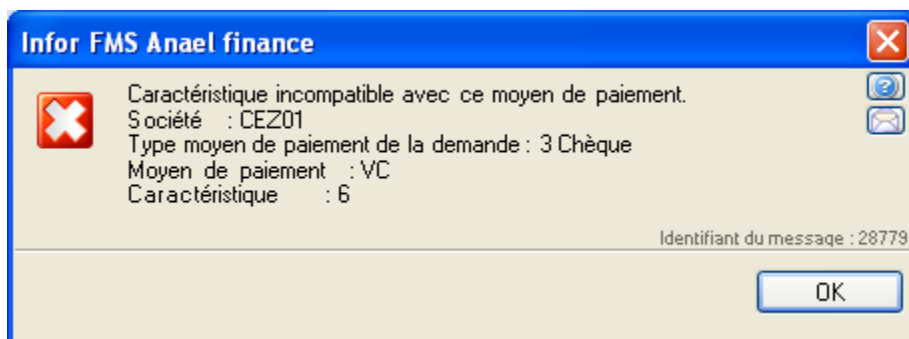 Infor FMS Anael finance
Caractéristique incompatible avec ce moyen de paiement.
Société : CEZ01
Type moyen de paiement de la demande : 3 Chèque
Moyen de paiement : VC
Caractéristique : 6
Identifiant du message : 28779
OK